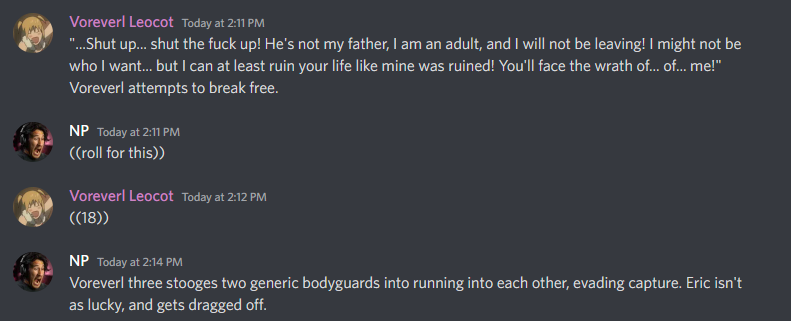 Voreverl Leocot Today at 2:11 PM
"...Shut up... shut the fuck up! He's not my father, I am an adult, and I will not be leaving! I might not be
who I want... but I can at least ruin your life like mine was ruined! You'll face the wrath of... of... me!"
Voreverl attempts to break free.
NP Today at 2:11 PM
((roll for this))
Voreverl Leocot Today at 2:12 PM
((18))
NP Today at 2:14 PM
Voreverl three stooges two generic bodyguards into running into each other, evading capture. Eric isn't
as lucky, and gets dragged off.